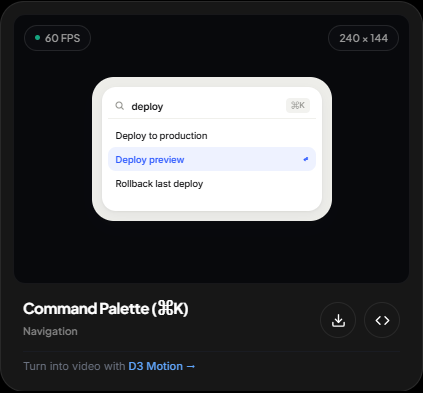 60 FPS
240 × 144
deploy
⌘K
Deploy to production
Deploy preview
Rollback last deploy
Command Palette (⌘K)
Navigation
Turn into video with D3 Motion →